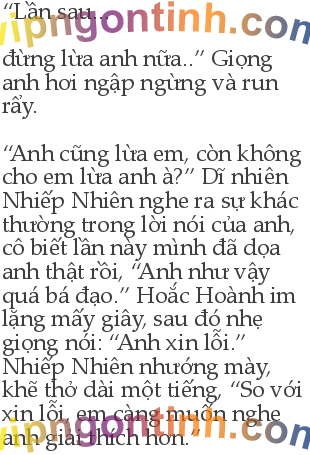 “Lần sau...
vipngontinh.com
đừng lừa anh nữa..” Giọng
anh hơi ngập ngừng và run
rẩy.
“Anh cũng lừa em, còn không
cho em lừa anh à?” Dĩ nhiên
Nhiếp Nhiên nghe ra sự khác
thường trong lời nói của anh,
cô biết lần này mình đã dọa
anh thật rồi, “Anh như vậy
quá bá đạo.” Hoắc Hoành im
lặng mấy giây, sau đó nhẹ
giọng nói: “Anh xin lỗi.”
Nhiếp Nhiên nhướng mày,
khẽ thở dài một tiếng, “So với
xin lỗi, em càng muốn nghe
anh giải thích hơn.”
vipngontinh.com